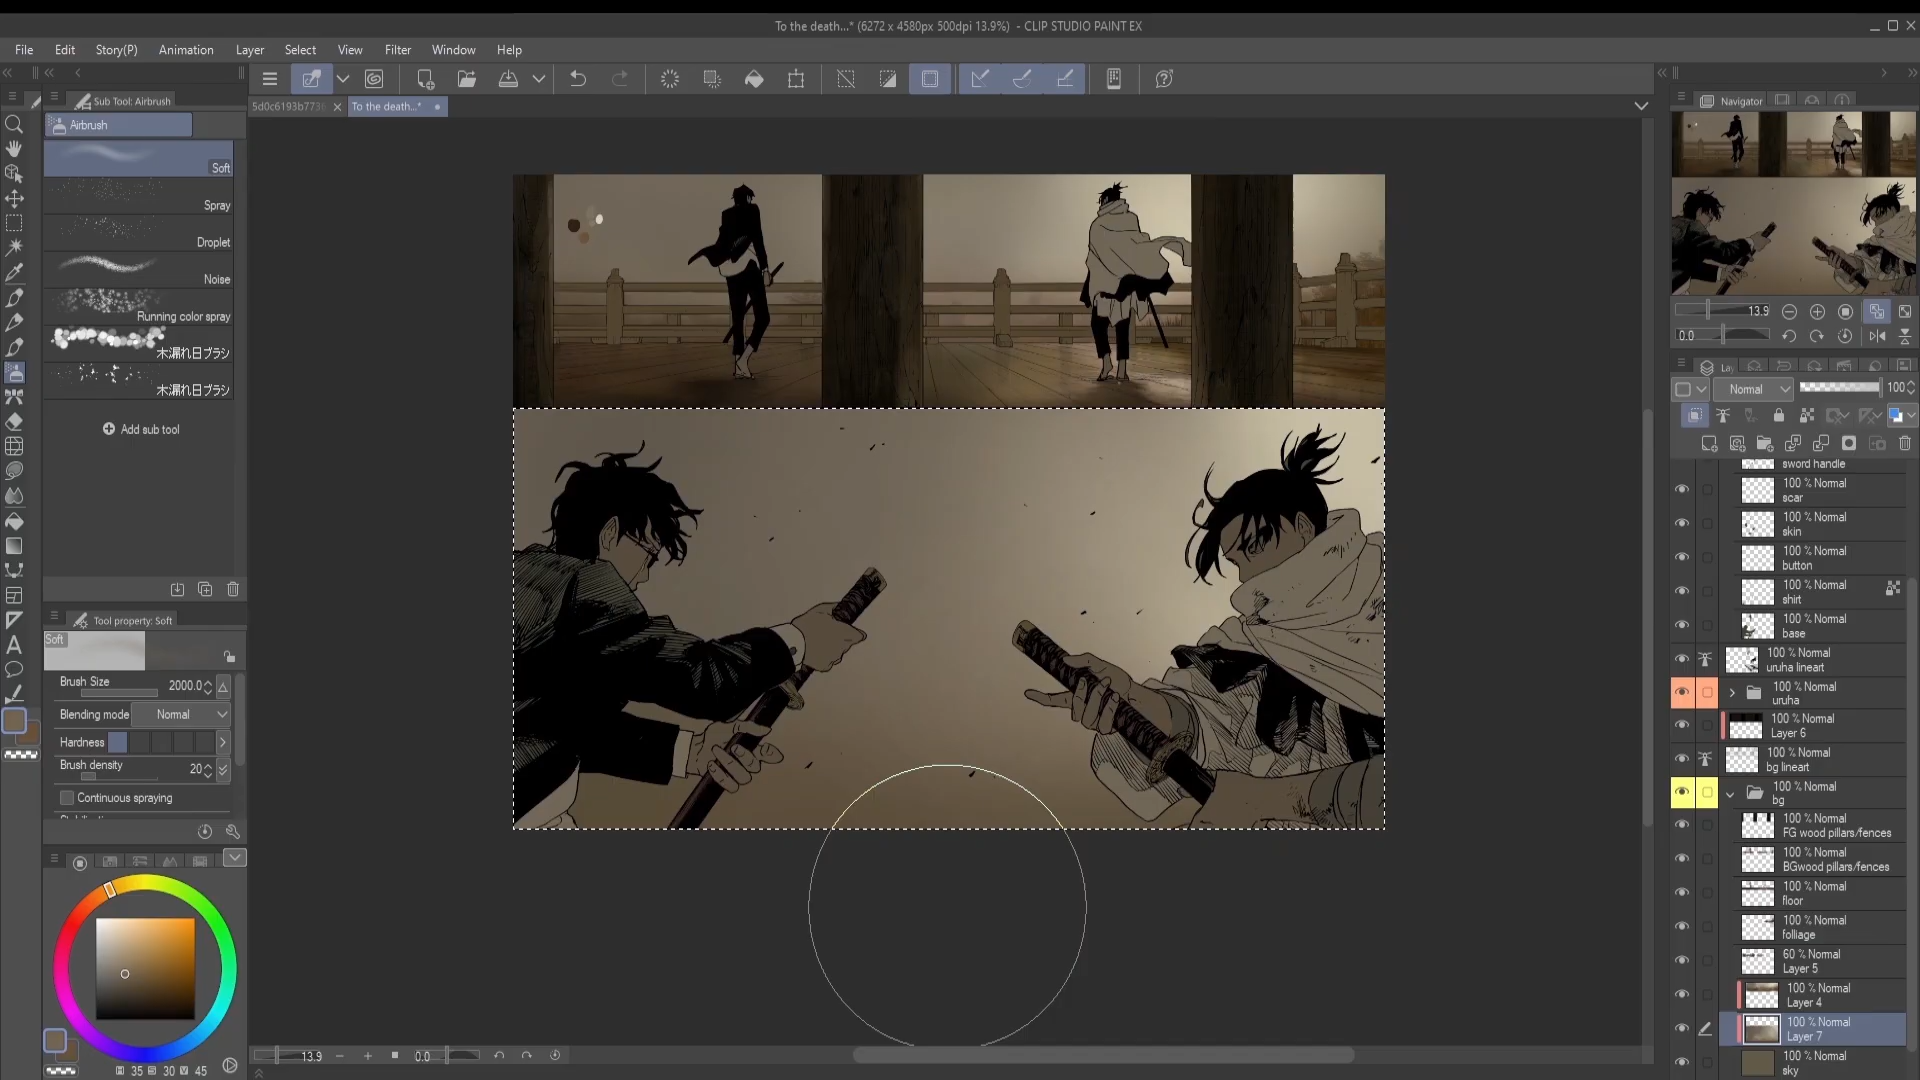 To the death...* (6272 x 4580px 500dpi 13.9%) - CLIP STUDIO PAINT EX
File Edit Story(P) Animation Layer Select View Filter Window Help
Sub Tool: Airbrush
5d0c6193b773 To the death...*
Navigator
Airbrush
Soft
Spray
Droplet
Noise
Running color spray
木漏れ日ブラシ
木漏れ日ブラシ
Add sub tool
Tool property: Soft
Soft
Brush Size 2000.0
Blending mode Normal
Hardness
Brush density 20
Continuous spraying
35 30 45
13.9 0.0
13.9
0.0
Lay
Normal 100
sword handle
100 % Normal
scar
100 % Normal
skin
100 % Normal
button
100 % Normal
shirt
100 % Normal
base
100 % Normal
uruha lineart
100 % Normal
uruha
100 % Normal
Layer 6
100 % Normal
bg lineart
100 % Normal
bg
100 % Normal
FG wood pillars/fences
100 % Normal
BGwood pillars/fences
100 % Normal
floor
100 % Normal
folliage
60 % Normal
Layer 5
100 % Normal
Layer 4
100 % Normal
Layer 7
100 % Normal
sky